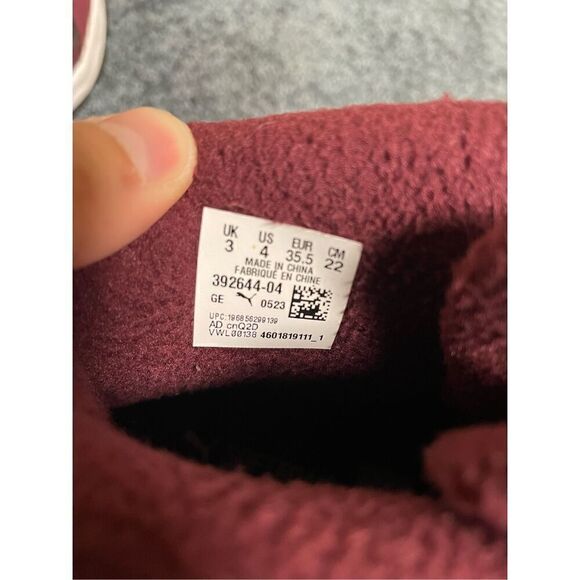 UK US EUR CM
3 4 35.5 22
MADE IN CHINA
FABRIQUÉ EN CHINE
392644-04
GE 0523
UPC:196856299139
AD cnQ2D
VWL00138 4601819111_1